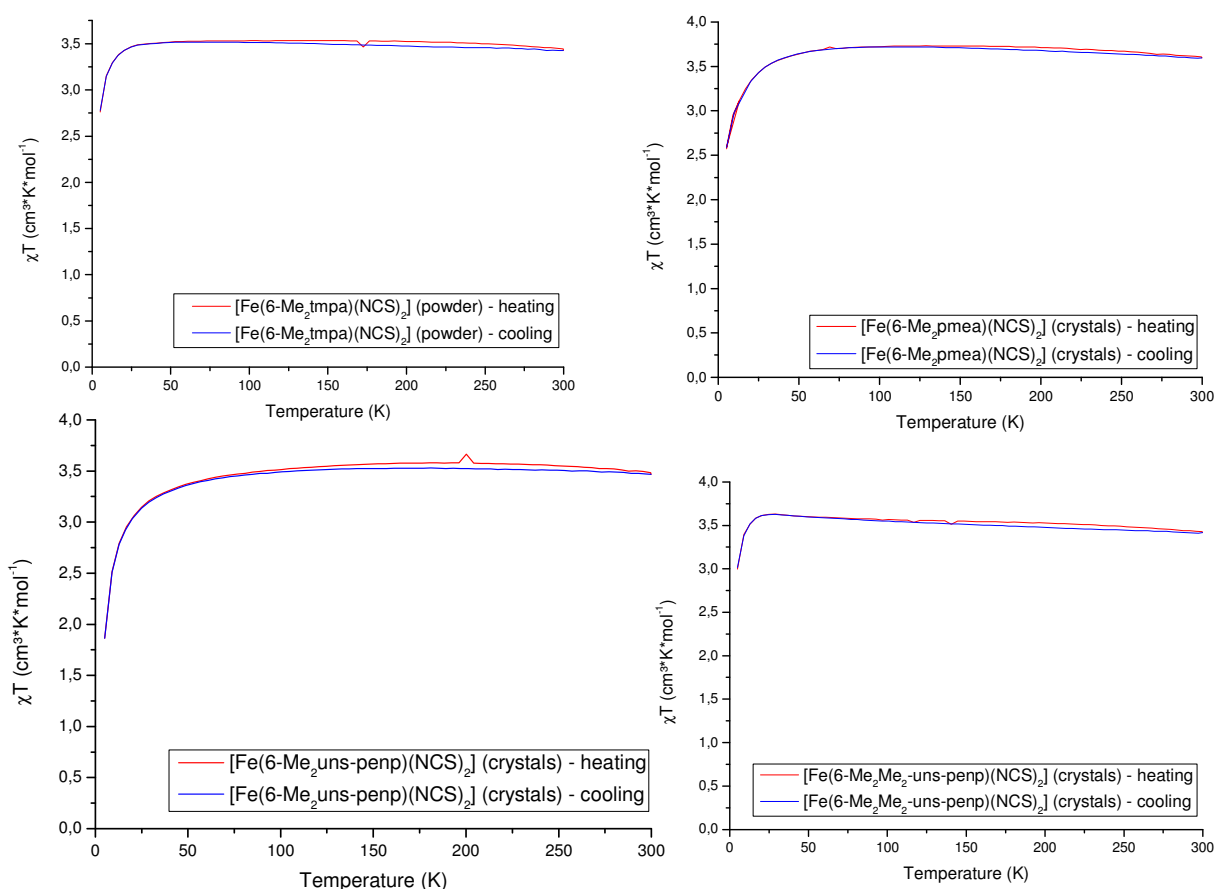 3,5
3,0
2,5
2,0
1,5
1,0
0,5
0,0
χT (cm³*K*mol⁻¹)
[Fe(6-Me₂tmpa)(NCS)₂] (powder) - heating
[Fe(6-Me₂tmpa)(NCS)₂] (powder) - cooling
0 50 100 150 200 250 300
Temperature (K)
4,0
3,5
3,0
2,5
2,0
1,5
1,0
0,5
0,0
χT (cm³*K*mol⁻¹)
[Fe(6-Me₂pmea)(NCS)₂] (crystals) - heating
[Fe(6-Me₂pmea)(NCS)₂] (crystals) - cooling
0 50 100 150 200 250 300
Temperature (K)
4,0
3,5
3,0
2,5
2,0
1,5
1,0
0,5
0,0
χT (cm³*K*mol⁻¹)
[Fe(6-Me₂uns-penp)(NCS)₂] (crystals) - heating
[Fe(6-Me₂uns-penp)(NCS)₂] (crystals) - cooling
0 50 100 150 200 250 300
Temperature (K)
4,0
3,5
3,0
2,5
2,0
1,5
1,0
0,5
0,0
χT (cm³*K*mol⁻¹)
[Fe(6-Me₂Me₂-uns-penp)(NCS)₂] (crystals) - heating
[Fe(6-Me₂Me₂-uns-penp)(NCS)₂] (crystals) - cooling
0 50 100 150 200 250 300
Temperature (K)